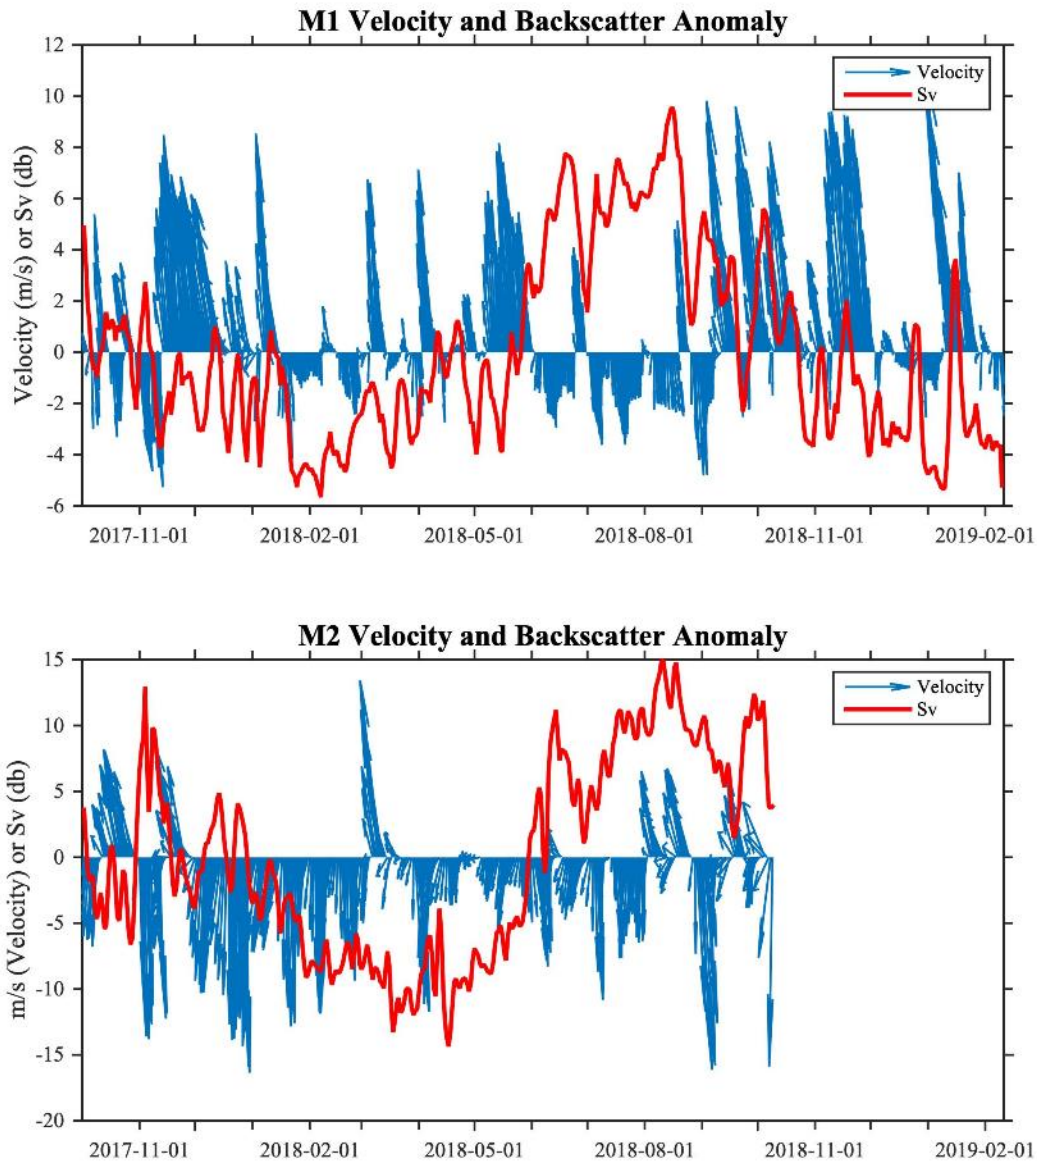 M1 Velocity and Backscatter Anomaly
Velocity (m/s) or Sv (db)
12
10
8
6
4
2
0
-2
-4
-6
Velocity
Sv
2017-11-01 2018-02-01 2018-05-01 2018-08-01 2018-11-01 2019-02-01
M2 Velocity and Backscatter Anomaly
m/s (Velocity) or Sv (db)
15
10
5
0
-5
-10
-15
-20
Velocity
Sv
2017-11-01 2018-02-01 2018-05-01 2018-08-01 2018-11-01 2019-02-01